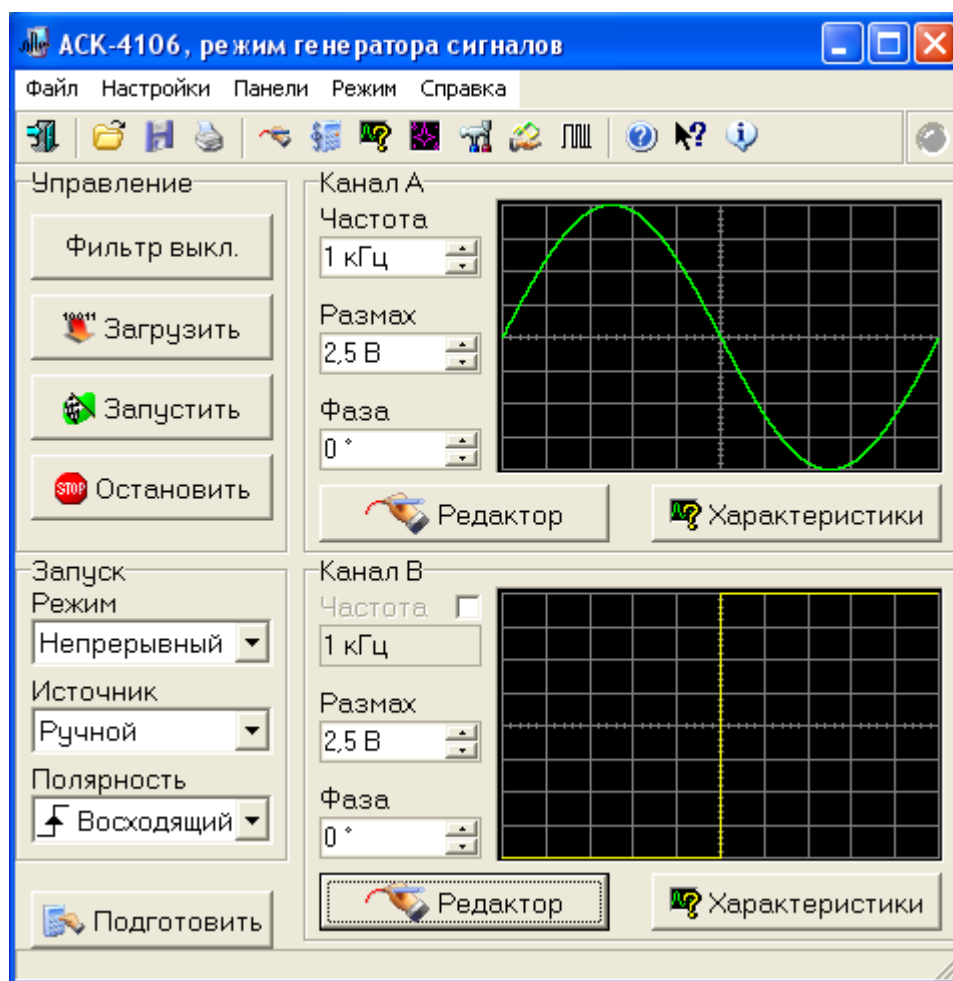 АСК-4106, режим генератора сигналов
Файл Настройки Панели Режим Справка
Управление
Фильтр выкл.
10011 Загрузить
Запустить
STOP Остановить
Запуск
Режим
Непрерывный
Источник
Ручной
Полярность
Восходящий
Подготовить
Канал A
Частота
1 кГц
Размах
2,5 В
Фаза
0 °
Редактор
Характеристики
Канал B
Частота
1 кГц
Размах
2,5 В
Фаза
0 °
Редактор
Характеристики